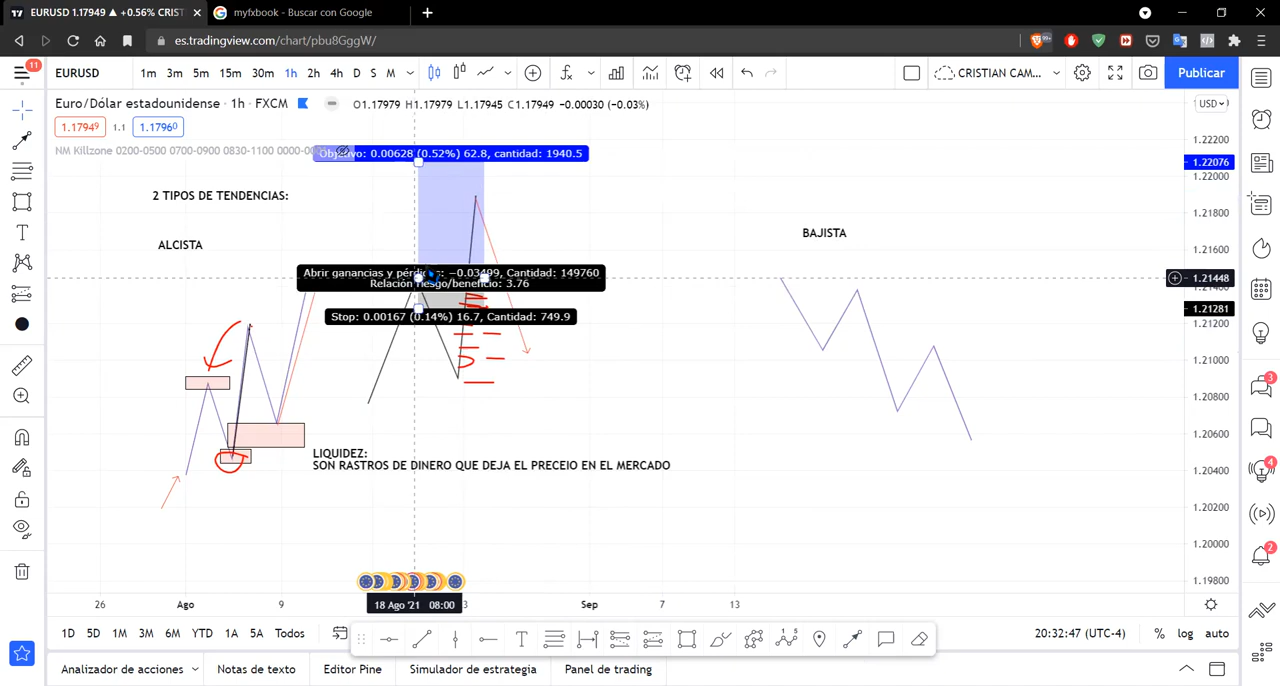 EURUSD 1.17949 ▲ +0.56% CRIST
myfxbook - Buscar con Google
es.tradingview.com/chart/pbu8GggW/
99+
11
EURUSD
1m 3m 5m 15m 30m 1h 2h 4h D S M
CRISTIAN CAM...
Publicar
Euro/Dólar estadounidense · 1h · FXCM
O1.17979 H1.17979 L1.17945 C1.17949 −0.00030 (−0.03%)
USD
1.17949 1.1 1.17960
NM Killzone 0200-0500 0700-0900 0830-1100 0000-00
Objetivo: 0.00628 (0.52%) 62.8, cantidad: 1940.5
2 TIPOS DE TENDENCIAS:
ALCISTA
BAJISTA
Abrir ganancias y pérdidas: −0.03499, Cantidad: 149760
Relación riesgo/beneficio: 3.76
Stop: 0.00167 (0.14%) 16.7, Cantidad: 749.9
LIQUIDEZ:
SON RASTROS DE DINERO QUE DEJA EL PRECEIO EN EL MERCADO
1.22200
1.22076
1.22000
1.21800
1.21600
1.21448
1.21281
1.21200
1.21000
1.20800
1.20600
1.20400
1.20200
1.20000
1.19800
3
4
2
26 Ago 9 18 Ago '21 08:00 3 Sep 7 13
1D 5D 1M 3M 6M YTD 1A 5A Todos
20:32:47 (UTC-4) % log auto
Analizador de acciones Notas de texto Editor Pine Simulador de estrategia Panel de trading